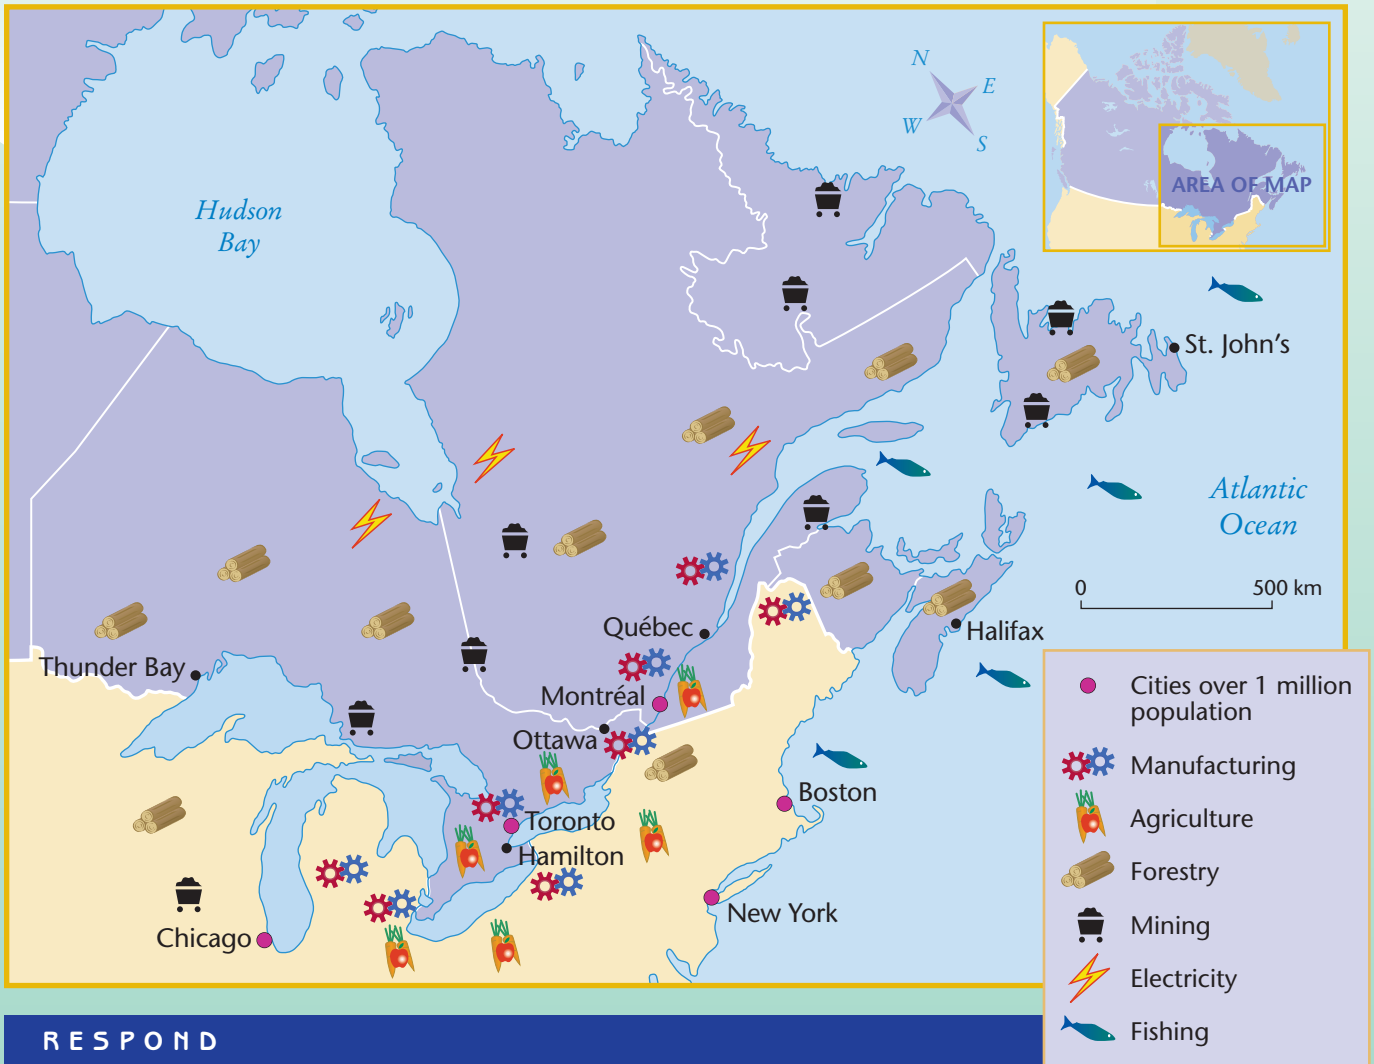 N
E
W
S
Hudson
Bay
AREA OF MAP
St. John's
Atlantic
Ocean
0 500 km
Québec
Halifax
Thunder Bay
Montréal
Ottawa
Boston
Toronto
Hamilton
New York
Chicago
Cities over 1 million
population
Manufacturing
Agriculture
Forestry
Mining
Electricity
Fishing
RESPOND